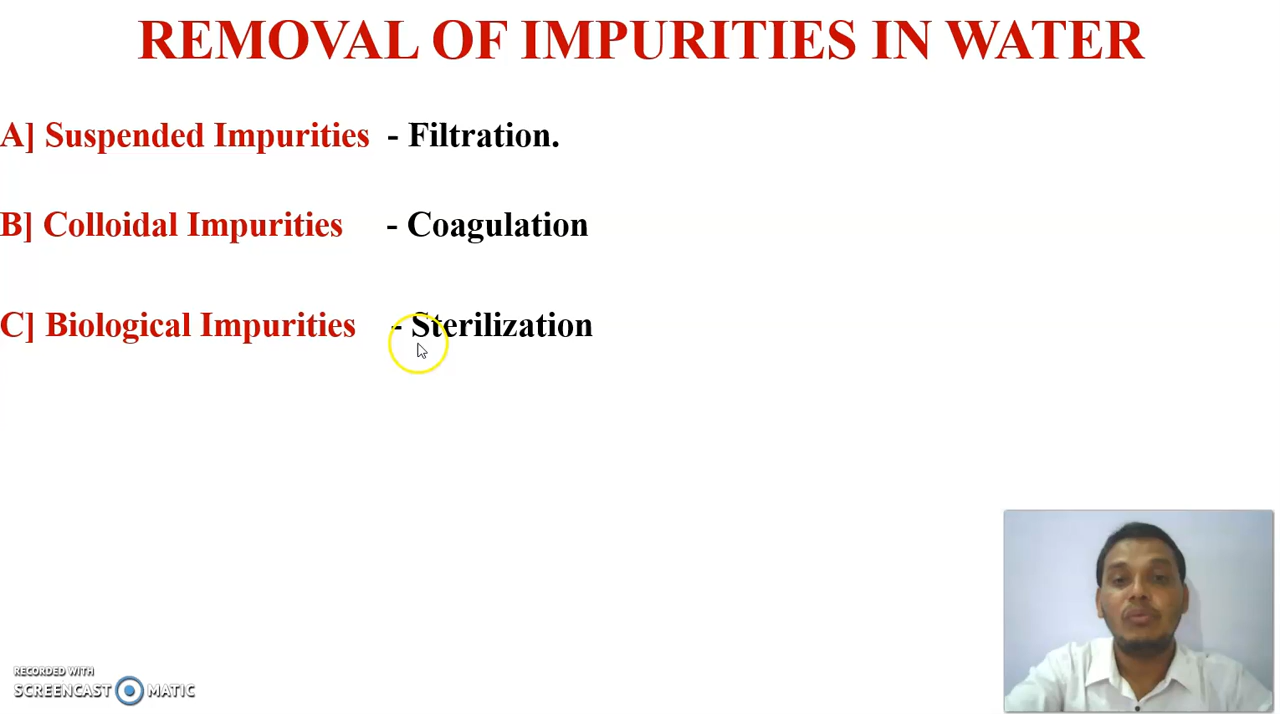 REMOVAL OF IMPURITIES IN WATER
A] Suspended Impurities - Filtration.
B] Colloidal Impurities - Coagulation
C] Biological Impurities - Sterilization
RECORDED WITH
SCREENCAST MATIC